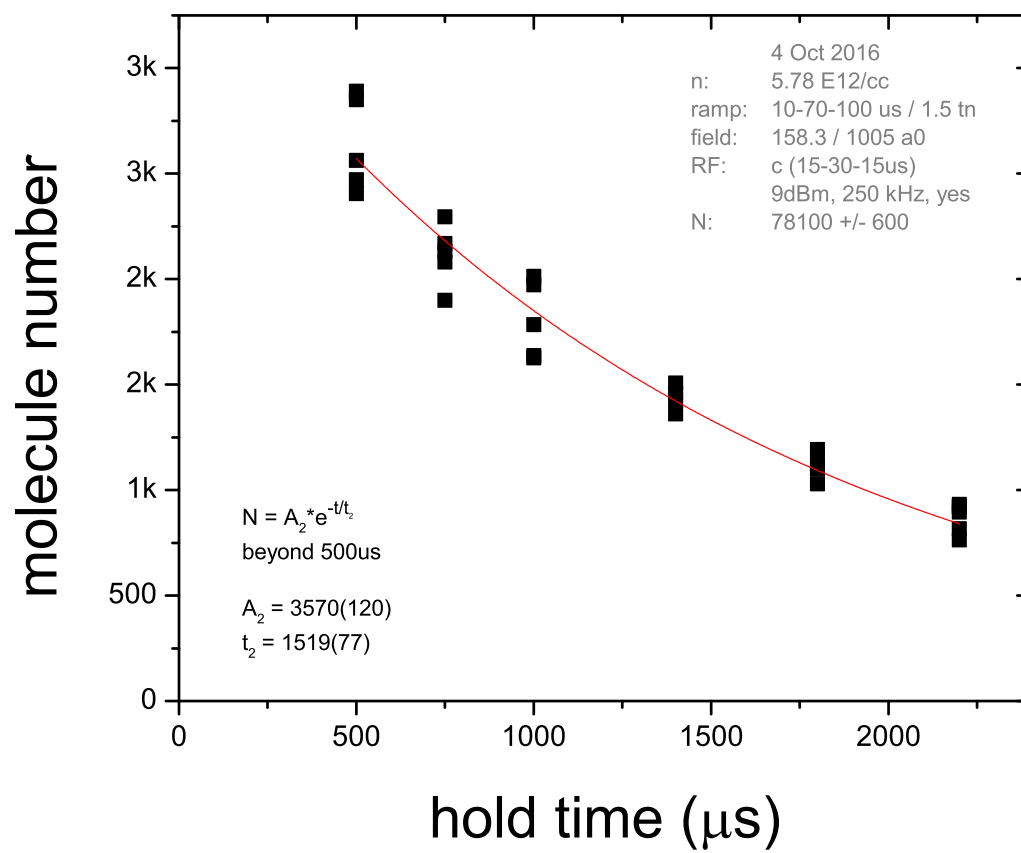 4 Oct 2016
n: 5.78 E12/cc
ramp: 10-70-100 us / 1.5 tn
field: 158.3 / 1005 a0
RF: c (15-30-15us)
9dBm, 250 kHz, yes
N: 78100 +/- 600
3k
3k
2k
2k
1k
500
0
molecule number
N = A₂*e^-t/t₂
beyond 500us
A₂ = 3570(120)
t₂ = 1519(77)
0 500 1000 1500 2000
hold time (μs)